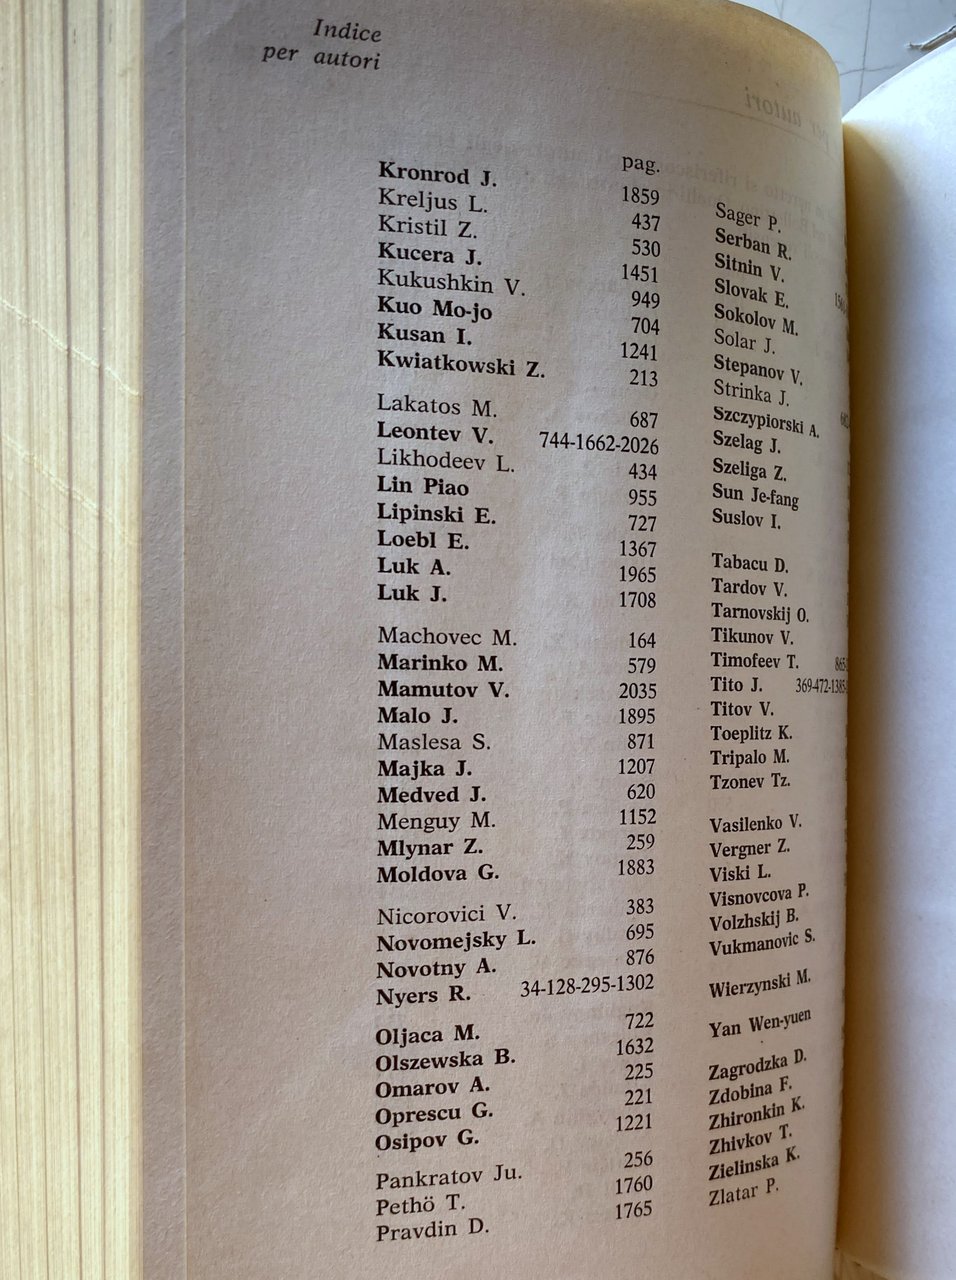 Indice
per autori
pag.
Kronrod J. 1859
Kreljus L. 437
Kristil Z. 530
Kucera J. 1451
Kukushkin V. 949
Kuo Mo-jo 704
Kusan I. 1241
Kwiatkowski Z. 213
Lakatos M. 687
Leontev V. 744-1662-2026
Likhodeev L. 434
Lin Piao 955
Lipinski E. 727
Loebl E. 1367
Luk A. 1965
Luk J. 1708
Machovec M. 164
Marinko M. 579
Mamutov V. 2035
Malo J. 1895
Maslesa S. 871
Majka J. 1207
Medved J. 620
Menguy M. 1152
Mlynar Z. 259
Moldova G. 1883
Nicorovici V. 383
Novomejsky L. 695
Novotny A. 876
Nyers R. 34-128-295-1302
Oljaca M. 722
Olszewska B. 1632
Omarov A. 225
Oprescu G. 221
Osipov G. 1221
Pankratov Ju. 256
Pethö T. 1760
Pravdin D. 1765
Sager P.
Serban R.
Sitnin V.
Slovak E.
Sokolov M.
Solar J.
Stepanov V.
Strinka J.
Szczypiorski A.
Szelag J.
Szeliga Z.
Sun Je-fang
Suslov I.
Tabacu D.
Tardov V.
Tarnovskij O.
Tikunov V.
Timofeev T.
Tito J. 369-472-1385-
Titov V.
Toeplitz K.
Tripalo M.
Tzonev Tz.
Vasilenko V.
Vergner Z.
Viski L.
Visnovcova P.
Volzhskij B.
Vukmanovic S.
Wierzynski M.
Yan Wen-yuen
Zagrodzka D.
Zdobina F.
Zhironkin K.
Zhivkov T.
Zielinska K.
Zlatar P.